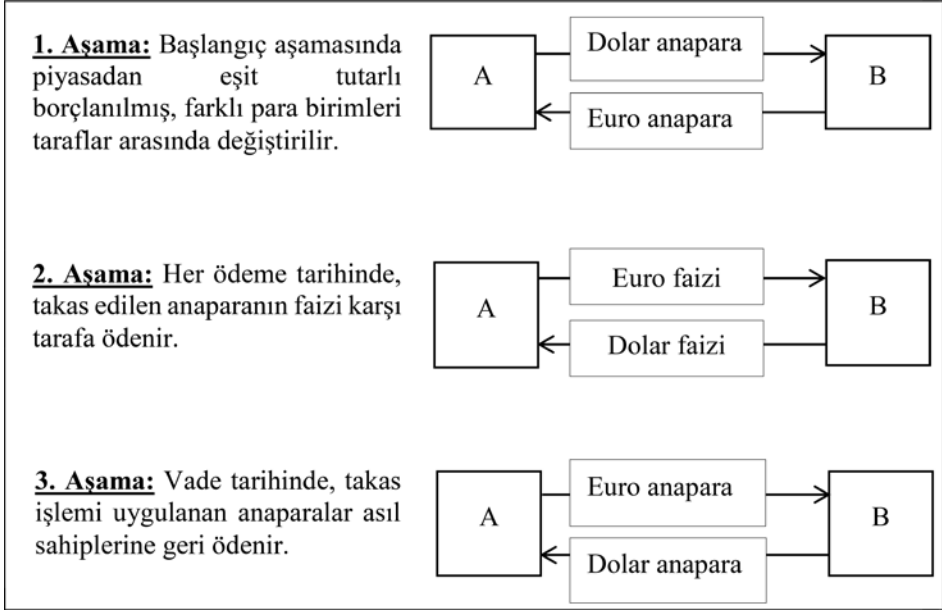 1. Aşama: Başlangıç aşamasında
piyasadan eşit tutarlı
borçlanılmış, farklı para birimleri
taraflar arasında değiştirilir.
A
Dolar anapara
Euro anapara
B
2. Aşama: Her ödeme tarihinde,
takas edilen anaparanın faizi karşı
tarafa ödenir.
A
Euro faizi
Dolar faizi
B
3. Aşama: Vade tarihinde, takas
işlemi uygulanan anaparalar asıl
sahiplerine geri ödenir.
A
Euro anapara
Dolar anapara
B